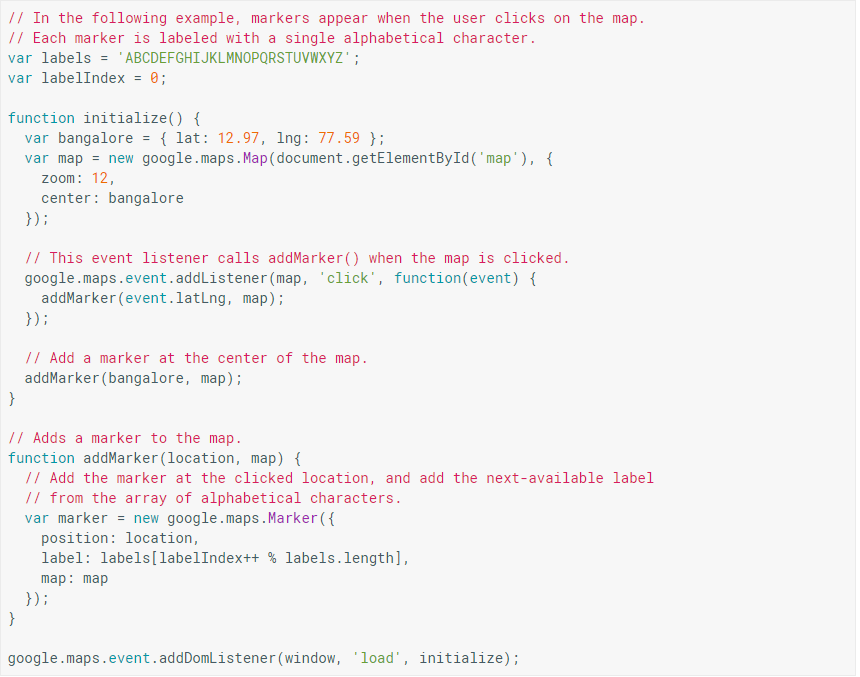 // In the following example, markers appear when the user clicks on the map.
// Each marker is labeled with a single alphabetical character.
var labels = 'ABCDEFGHIJKLMNOPQRSTUVWXYZ';
var labelIndex = 0;

function initialize() {
  var bangalore = { lat: 12.97, lng: 77.59 };
  var map = new google.maps.Map(document.getElementById('map'), {
    zoom: 12,
    center: bangalore
  });

  // This event listener calls addMarker() when the map is clicked.
  google.maps.event.addListener(map, 'click', function(event) {
    addMarker(event.latLng, map);
  });

  // Add a marker at the center of the map.
  addMarker(bangalore, map);
}

// Adds a marker to the map.
function addMarker(location, map) {
  // Add the marker at the clicked location, and add the next-available label
  // from the array of alphabetical characters.
  var marker = new google.maps.Marker({
    position: location,
    label: labels[labelIndex++ % labels.length],
    map: map
  });
}

google.maps.event.addDomListener(window, 'load', initialize);